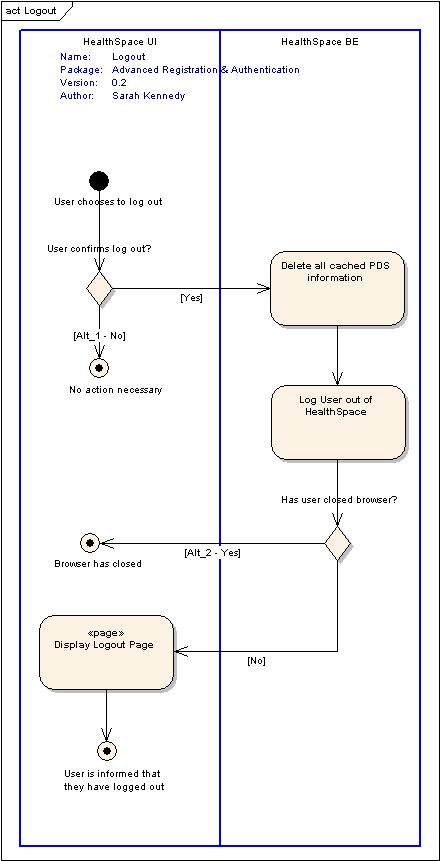 act Logout
HealthSpace UI
HealthSpace BE
Name: Logout
Package: Advanced Registration & Authentication
Version: 0.2
Author: Sarah Kennedy
User chooses to log out
User confirms log out?
Delete all cached PDS
information
[Yes]
[Alt_1 - No]
No action necessary
Log User out of
HealthSpace
Has user closed browser?
[Alt_2 - Yes]
Browser has closed
«page»
Display Logout Page
[No]
User is informed that
they have logged out